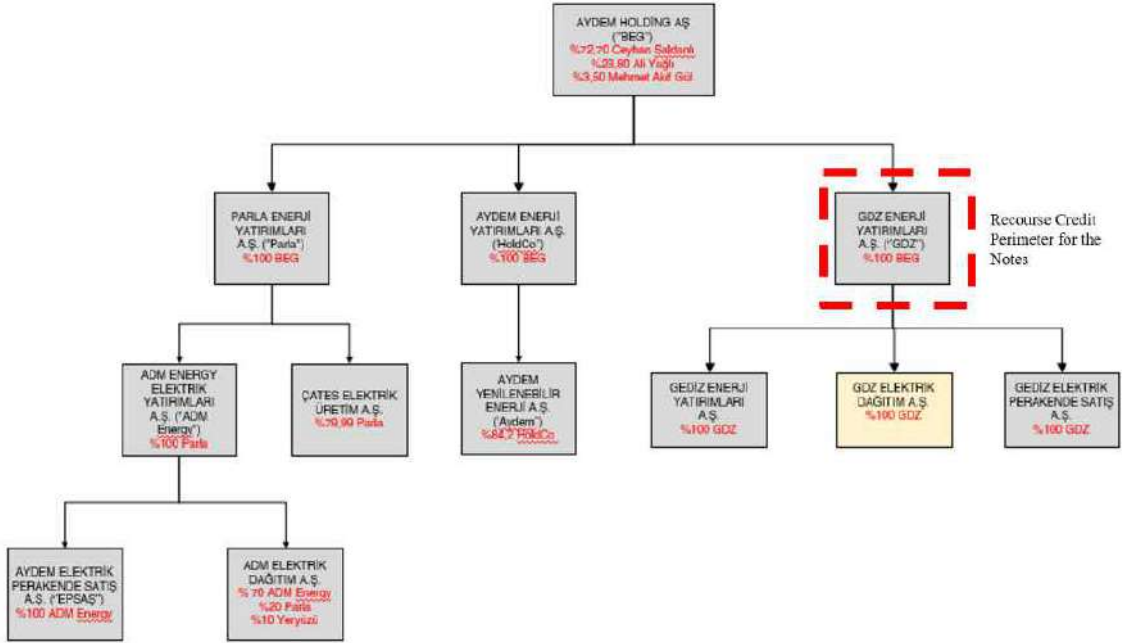 AYDEM HOLDİNG AŞ
("BEG")
%72,70 Ceyhan Saldanlı
%23,80 Ali Yağlı
%3,50 Mehmet Akif Gül
PARLA ENERJİ
YATIRIMLARI
A.Ş. ("Parla")
%100 BEG
AYDEM ENERJİ
YATIRIMLARI A.Ş.
('HoldCo')
%100 BEG
GDZ ENERJİ
YATIRIMLARI
A.Ş. ("GDZ")
%100 BEG
Recourse Credit
Perimeter for the
Notes
ADM ENERGY
ELEKTRİK
YATIRIMLARI
A.Ş. ("ADM
Energy")
%100 Parla
ÇATES ELEKTRİK
ÜRETİM A.Ş.
%79,99 Parla
AYDEM
YENİLENEBİLİR
ENERJİ A.Ş.
('Aydem')
%84,2 HoldCo
GEDİZ ENERJİ
YATIRIMLARI
A.Ş.
%100 GDZ
GDZ ELEKTRİK
DAĞITIM A.Ş.
%100 GDZ
GEDİZ ELEKTRİK
PERAKENDE SATIŞ
A.Ş.
%100 GDZ
AYDEM ELEKTRİK
PERAKENDE SATIŞ
A.Ş. ("EPSAŞ")
%100 ADM Energy
ADM ELEKTRİK
DAĞITIM A.Ş.
% 70 ADM Energy
%20 Parla
%10 Yeryüzü